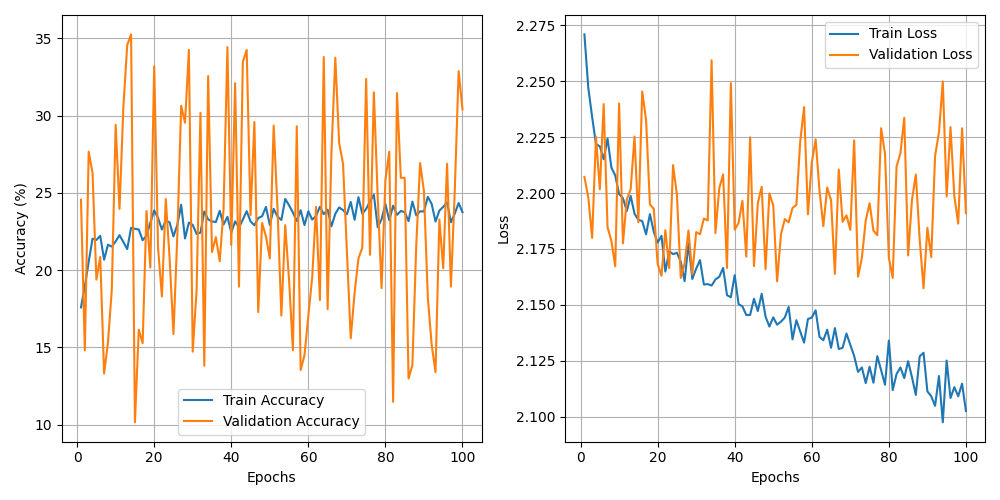 Accuracy (%)
35
30
25
20
15
10
0 20 40 60 80 100
Epochs
Train Accuracy
Validation Accuracy
Loss
2.275
2.250
2.225
2.200
2.175
2.150
2.125
2.100
0 20 40 60 80 100
Epochs
Train Loss
Validation Loss